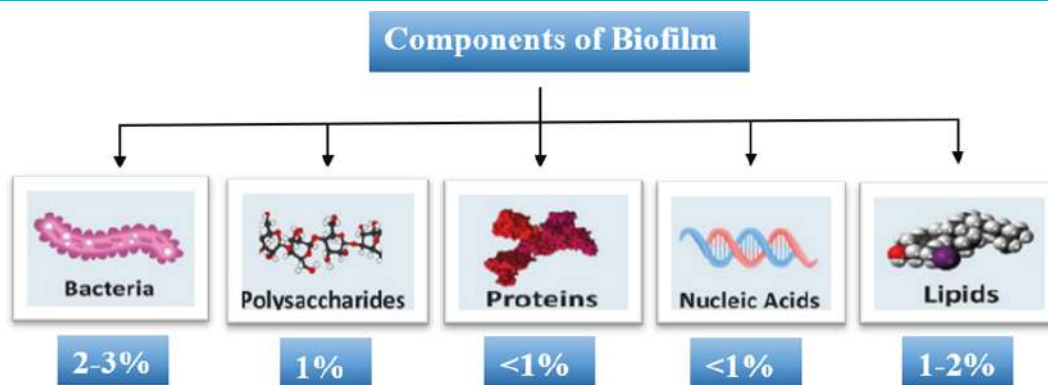 Components of Biofilm
Bacteria
Polysaccharides
Proteins
Nucleic Acids
Lipids
2-3%
1%
<1%
<1%
1-2%